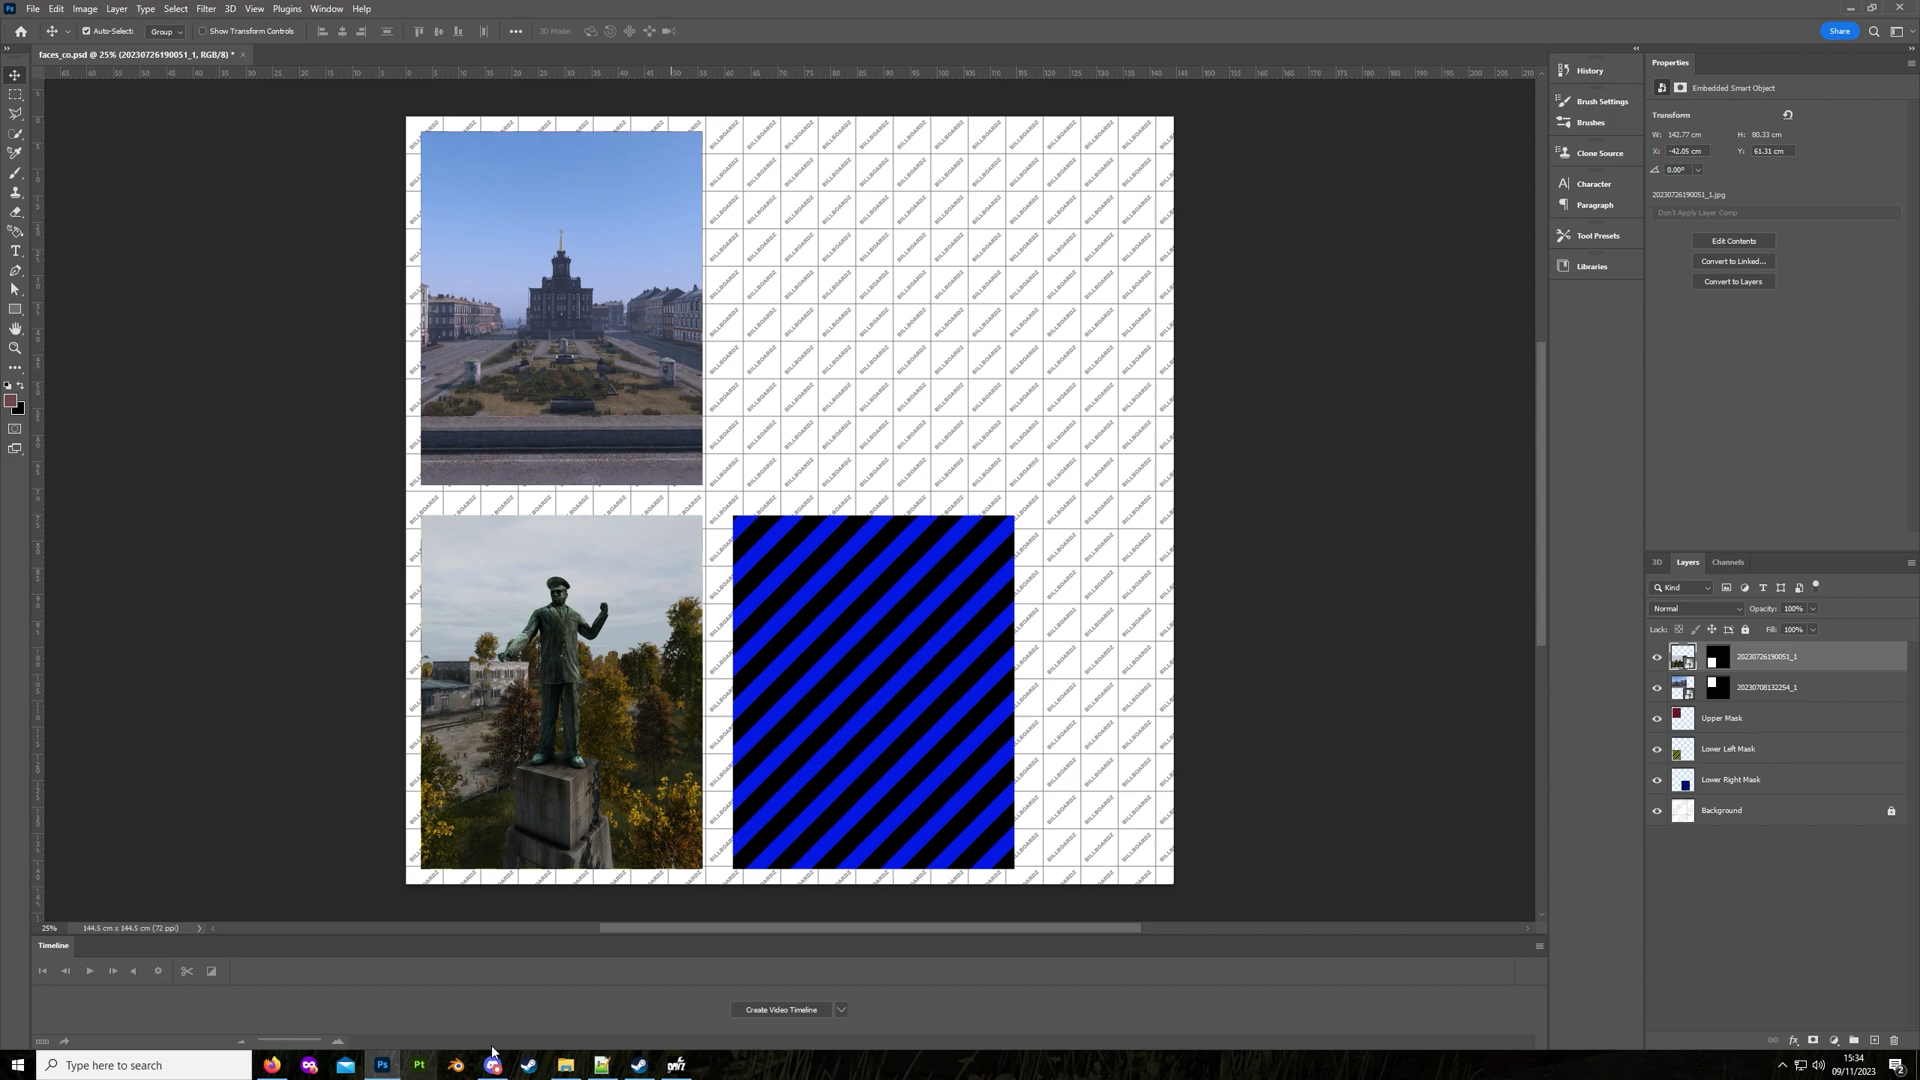 File Edit Image Layer Type Select Filter 3D View Plugins Window Help
Auto-Select: Group Show Transform Controls 3D Mode: Share
faces_co.psd @ 25% (20230726190051_1, RGB/8) *
History
Brush Settings
Brushes
Clone Source
Character
Paragraph
Tool Presets
Libraries
Properties
Embedded Smart Object
Transform
W: 142.77 cm H: 80.33 cm
X: -42.05 cm Y: 61.31 cm
0.00°
20230726190051_1.jpg
Don't Apply Layer Comp
Edit Contents
Convert to Linked...
Convert to Layers
BILLBOARDZ
3D Layers Channels
Kind
Normal Opacity: 100%
Lock: Fill: 100%
20230726190051_1
20230708132254_1
Upper Mask
Lower Left Mask
Lower Right Mask
Background
25% 144.5 cm x 144.5 cm (72 ppi)
Timeline
Create Video Timeline
Type here to search
Ps
Pt
DAYZ
15:34
09/11/2023
2